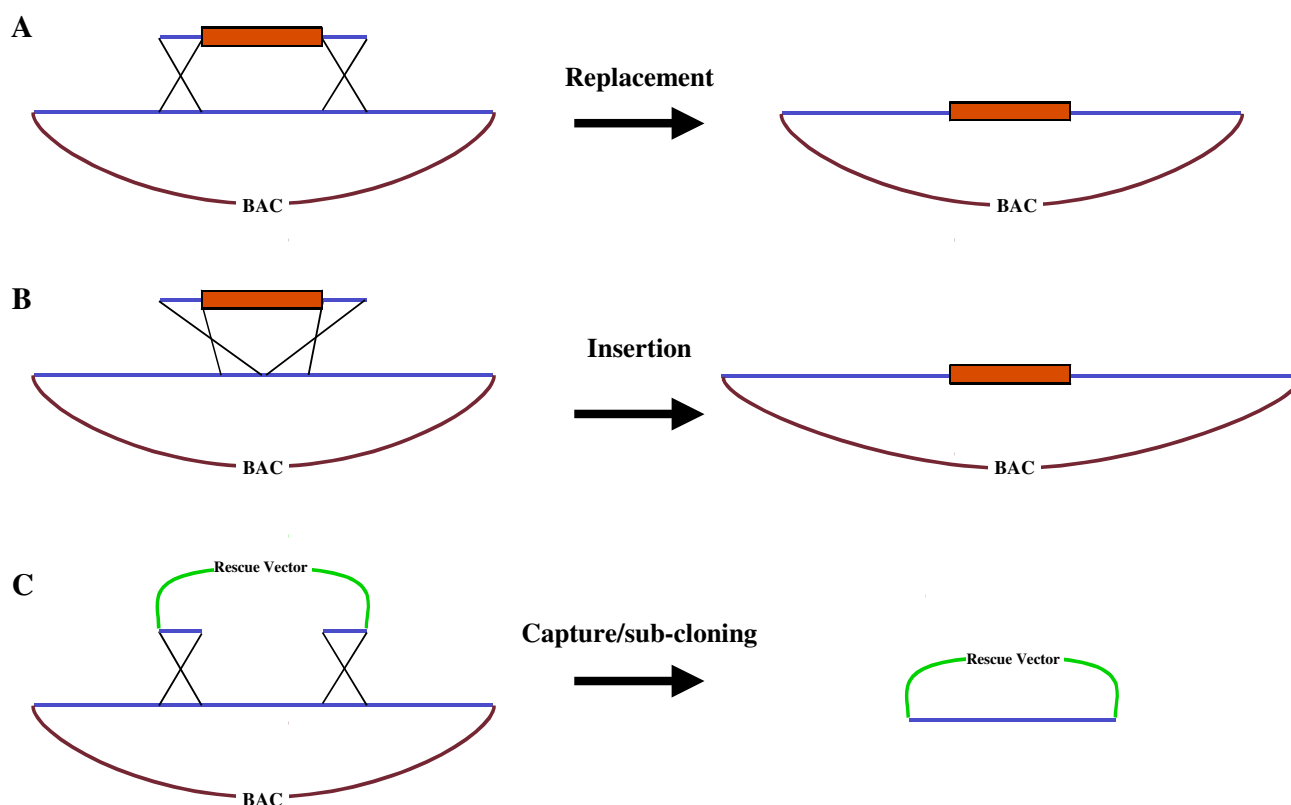 A
Replacement
BAC
BAC
B
Insertion
BAC
BAC
Rescue Vector
C
Capture/sub-cloning
Rescue Vector
BAC